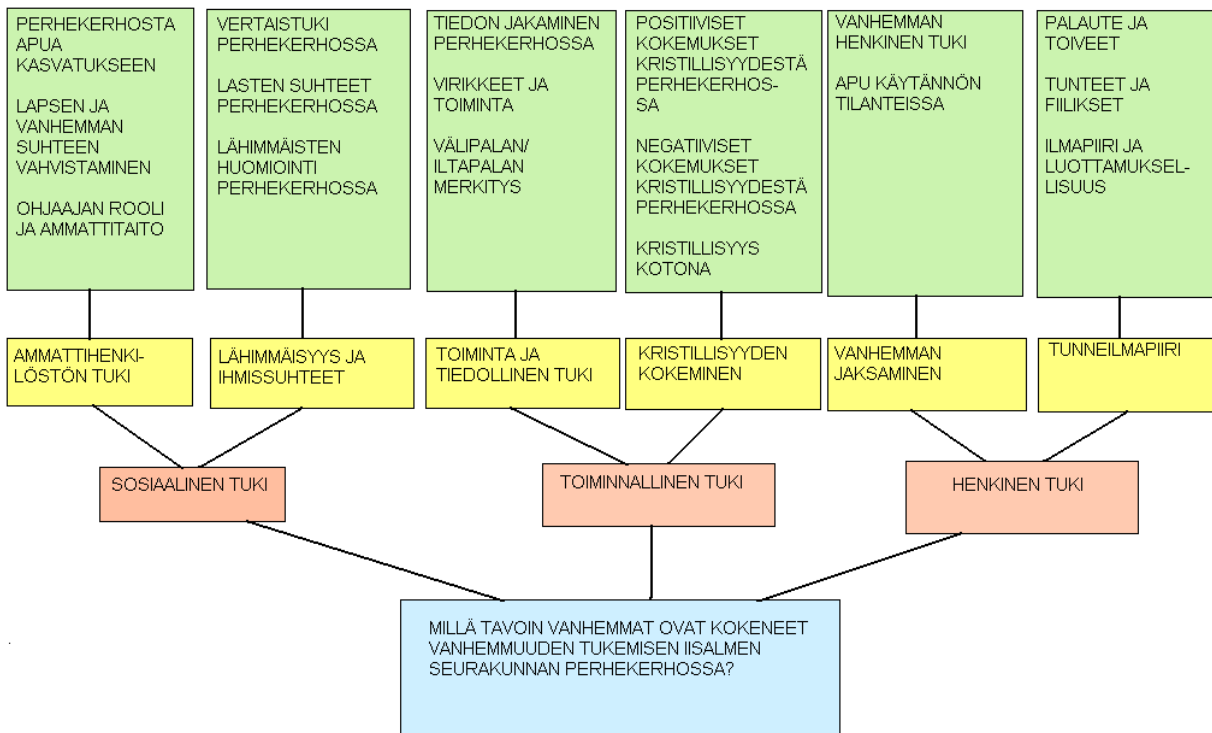 PERHEKERHOSTA
APUA
KASVATUKSEEN
LAPSEN JA
VANHEMMAN
SUHTEEN
VAHVISTAMINEN
OHJAAJAN ROOLI
JA AMMATTITAITO
VERTAISTUKI
PERHEKERHOSSA
LASTEN SUHTEET
PERHEKERHOSSA
LÄHIMMÄISTEN
HUOMIOINTI
PERHEKERHOSSA
TIEDON JAKAMINEN
PERHEKERHOSSA
VIRIKKEET JA
TOIMINTA
VÄLIPALAN/
ILTAPALAN
MERKITYS
POSITIIVISET
KOKEMUKSET
KRISTILLISYYDESTÄ
PERHEKERHOS-
SA
NEGATIIVISET
KOKEMUKSET
KRISTILLISYYDESTÄ
PERHEKERHOSSA
KRISTILLISYYS
KOTONA
VANHEMMAN
HENKINEN TUKI
APU KÄYTÄNNÖN
TILANTEISSA
PALAUTE JA
TOIVEET
TUNTEET JA
FIILIKSET
ILMAPIIRI JA
LUOTTAMUKSEL-
LISUUS
AMMATTIHENKI-
LÖSTÖN TUKI
LÄHIMMÄISYYS JA
IHMISSUHTEET
TOIMINTA JA
TIEDOLLINEN TUKI
KRISTILLISYYDEN
KOKEMINEN
VANHEMMAN
JAKSAMINEN
TUNNEILMAPIIRI
SOSIAALINEN TUKI
TOIMINNALLINEN TUKI
HENKINEN TUKI
MILLÄ TAVOIN VANHEMMAT OVAT KOKENEET
VANHEMMUUDEN TUKEMISEN IISALMEN
SEURAKUNNAN PERHEKERHOSSA?